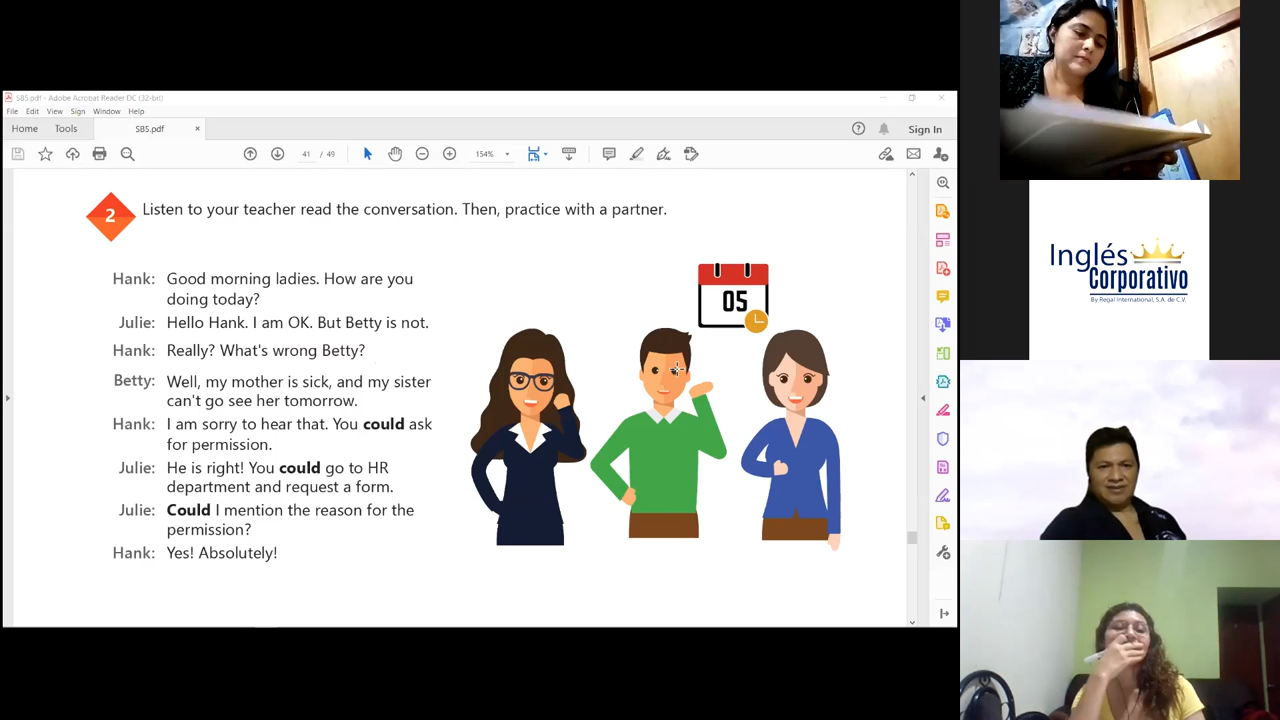 SB5.pdf - Adobe Acrobat Reader DC (32-bit)
File Edit View Sign Window Help
Home Tools SB5.pdf × Sign In
41 / 49 154%
2 Listen to your teacher read the conversation. Then, practice with a partner.
Hank: Good morning ladies. How are you
doing today?
Julie: Hello Hank. I am OK. But Betty is not.
Hank: Really? What's wrong Betty?
Betty: Well, my mother is sick, and my sister
can't go see her tomorrow.
Hank: I am sorry to hear that. You could ask
for permission.
Julie: He is right! You could go to HR
department and request a form.
Julie: Could I mention the reason for the
permission?
Hank: Yes! Absolutely!
05
Inglés
Corporativo
By Regal International, S.A. de C.V.